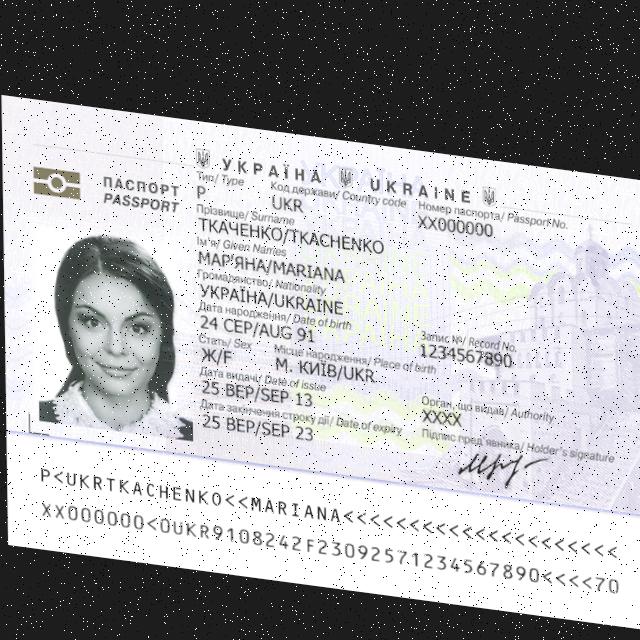 УКРАЇНА UKRAINE
ПАСПОРТ
PASSPORT
Тип/ Type
Код держави/ Country code
Номер паспорта/ Passport No.
P
UKR
XX000000
Прізвище/ Surname
ТКАЧЕНКО/TKACHENKO
Ім'я/ Given Names
МАР'ЯНА/MARIANA
Громадянство/ Nationality
УКРАЇНА/UKRAINE
Дата народження/ Date of birth
24 СЕР/AUG 91
Запис №/ Record No.
1234567890
Стать/ Sex
Місце народження/ Place of birth
Ж/F
М. КИЇВ/UKR
Дата видачі/ Date of issue
25 ВЕР/SEP 13
Орган, що видав/ Authority
XXXX
Дата закінчення строку дії/ Date of expiry
25 ВЕР/SEP 23
Підпис пред'явника/ Holder's signature
P<UKRTKACHENKO<<MARIANA<<<<<<<<<<<<<<<<<<<<<
XX000000<0UKR9108242F23092571234567890<<<<70